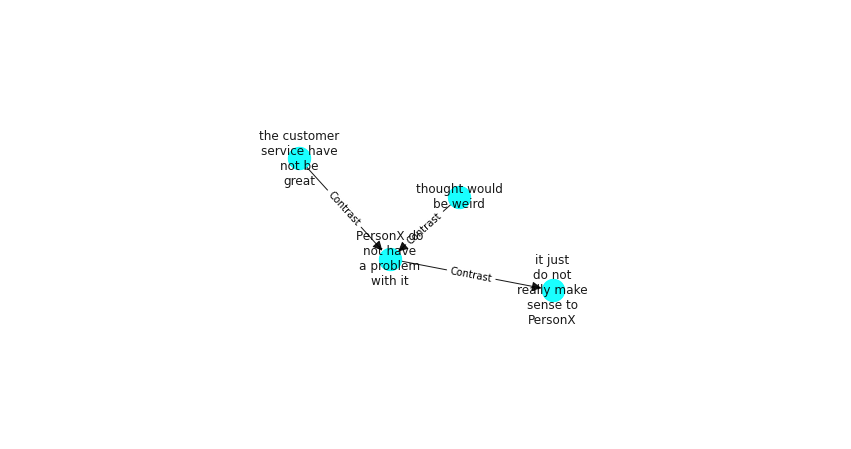 the customer
service have
not be
great
Contrast
thought would
be weird
Contrast
PersonX do
not have
a problem
with it
Contrast
it just
do not
really make
sense to
PersonX